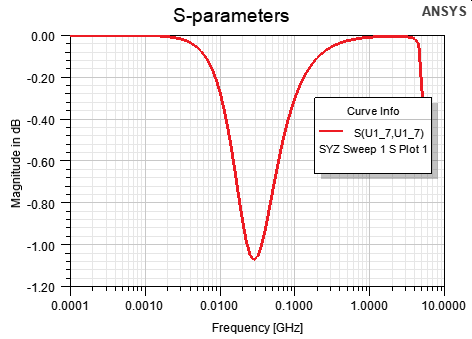 S-parameters
ANSYS
0.00
-0.20
-0.40
-0.60
-0.80
-1.00
-1.20
Magnitude in dB
Curve Info
S(U1_7,U1_7)
SYZ Sweep 1 S Plot 1
0.0001 0.0010 0.0100 0.1000 1.0000 10.0000
Frequency [GHz]